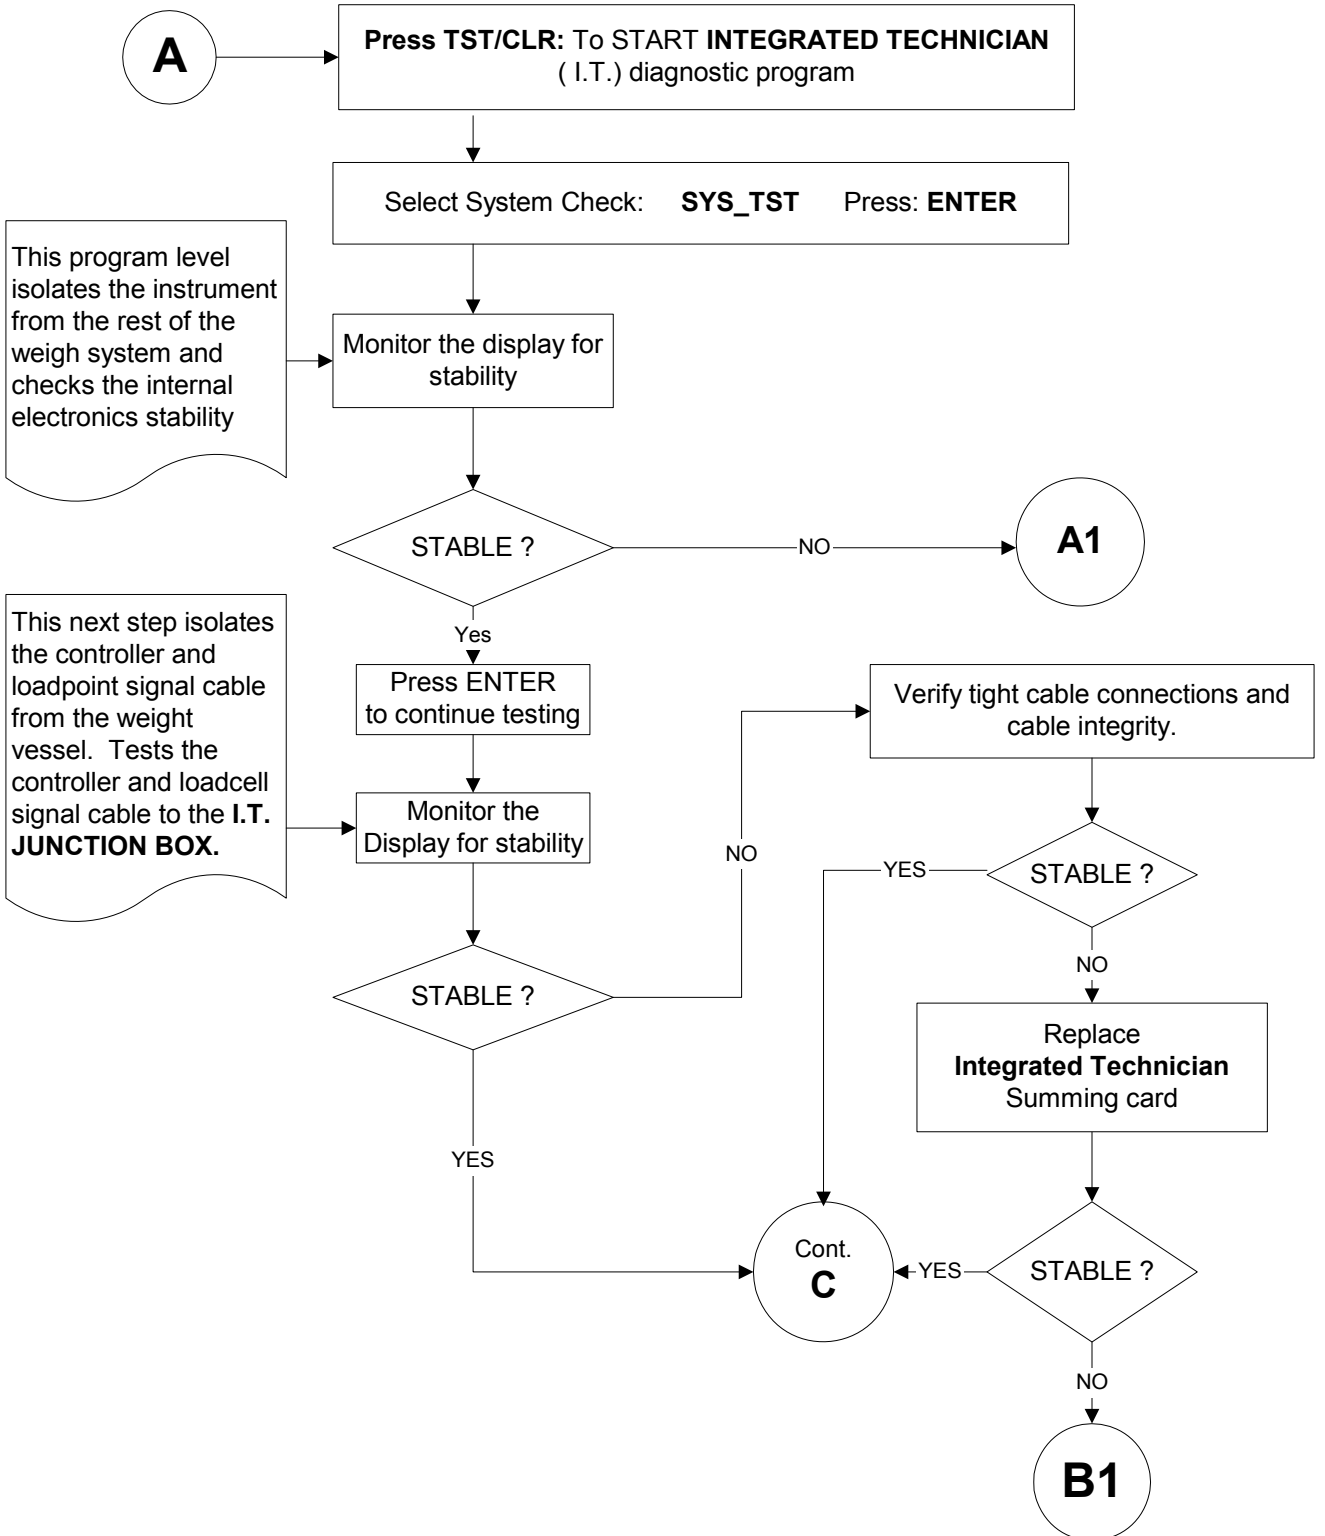 A
Press TST/CLR: To START INTEGRATED TECHNICIAN
( I.T.) diagnostic program
Select System Check: SYS_TST Press: ENTER
This program level
isolates the instrument
from the rest of the
weigh system and
checks the internal
electronics stability
Monitor the display for
stability
STABLE ?
NO
A1
Yes
This next step isolates
the controller and
loadpoint signal cable
from the weight
vessel. Tests the
controller and loadcell
signal cable to the I.T.
JUNCTION BOX.
Press ENTER
to continue testing
Monitor the
Display for stability
STABLE ?
NO
YES
Verify tight cable connections and
cable integrity.
STABLE ?
YES
NO
Replace
Integrated Technician
Summing card
STABLE ?
YES
Cont.
C
NO
B1